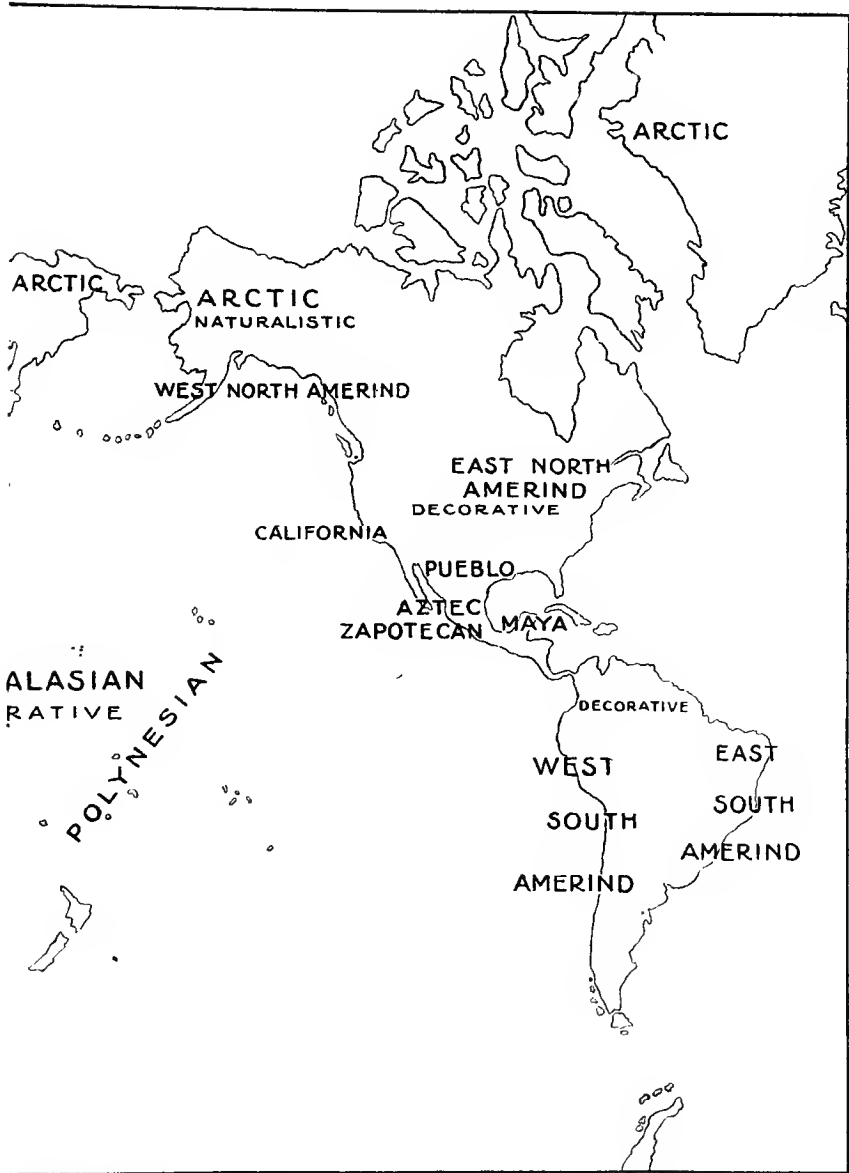 ARCTIC
ARCTIC
ARCTIC
NATURALISTIC
WEST NORTH AMERIND
EAST NORTH
AMERIND
DECORATIVE
CALIFORNIA
PUEBLO
AZTEC
ZAPOTECAN
MAYA
ALASIAN
RATIVE
POLYNESIAN
DECORATIVE
WEST
SOUTH
AMERIND
EAST
SOUTH
AMERIND